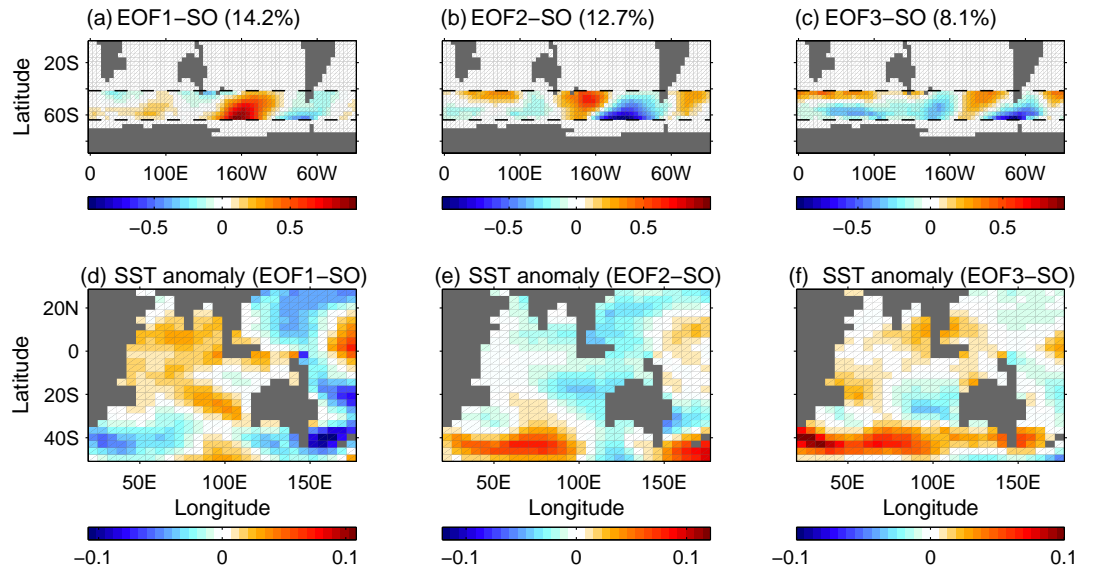 (a) EOF1−SO (14.2%) (b) EOF2−SO (12.7%) (c) EOF3−SO (8.1%)
Latitude
20S
60S
0 100E 160W 60W
0 100E 160W 60W
0 100E 160W 60W
−0.5 0 0.5
−0.5 0 0.5
−0.5 0 0.5
(d) SST anomaly (EOF1−SO) (e) SST anomaly (EOF2−SO) (f) SST anomaly (EOF3−SO)
Latitude
20N
0
20S
40S
50E 100E 150E
50E 100E 150E
50E 100E 150E
Longitude Longitude Longitude
−0.1 0 0.1
−0.1 0 0.1
−0.1 0 0.1